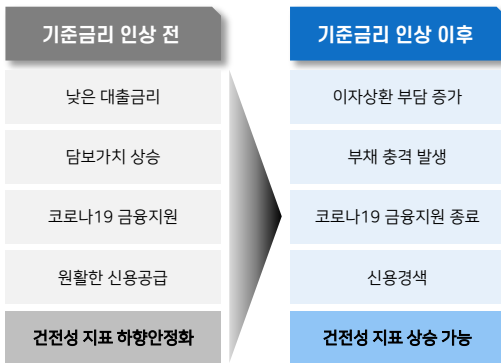 기준금리 인상 전
낮은 대출금리
담보가치 상승
코로나19 금융지원
원활한 신용공급
건전성 지표 하향안정화
기준금리 인상 이후
이자상환 부담 증가
부채 충격 발생
코로나19 금융지원 종료
신용경색
건전성 지표 상승 가능